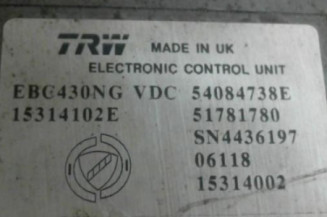 TRW MADE IN UK
ELECTRONIC CONTROL UNIT
EBC430NG VDC 54084738E
15314102E 51781780
SN4436197
06118
15314002